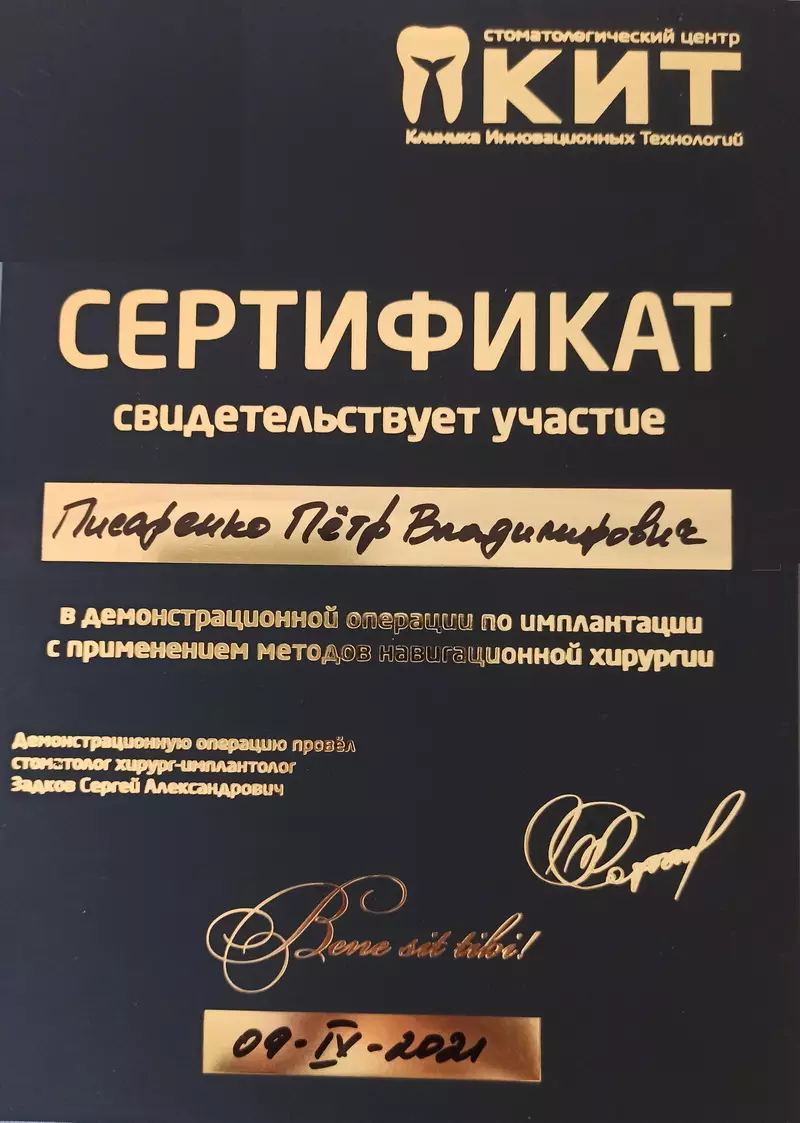 стоматологический центр
КИТ
Клиника Инновационных Технологий
СЕРТИФИКАТ
свидетельствует участие
Писаренко Пётр Владимирович
в демонстрационной операции по имплантации
с применением методов навигационной хирургии
Демонстрационную операцию провёл
стоматолог хирург-имплантолог
Задков Сергей Александрович
Bene sit tibi!
09-IX-2021